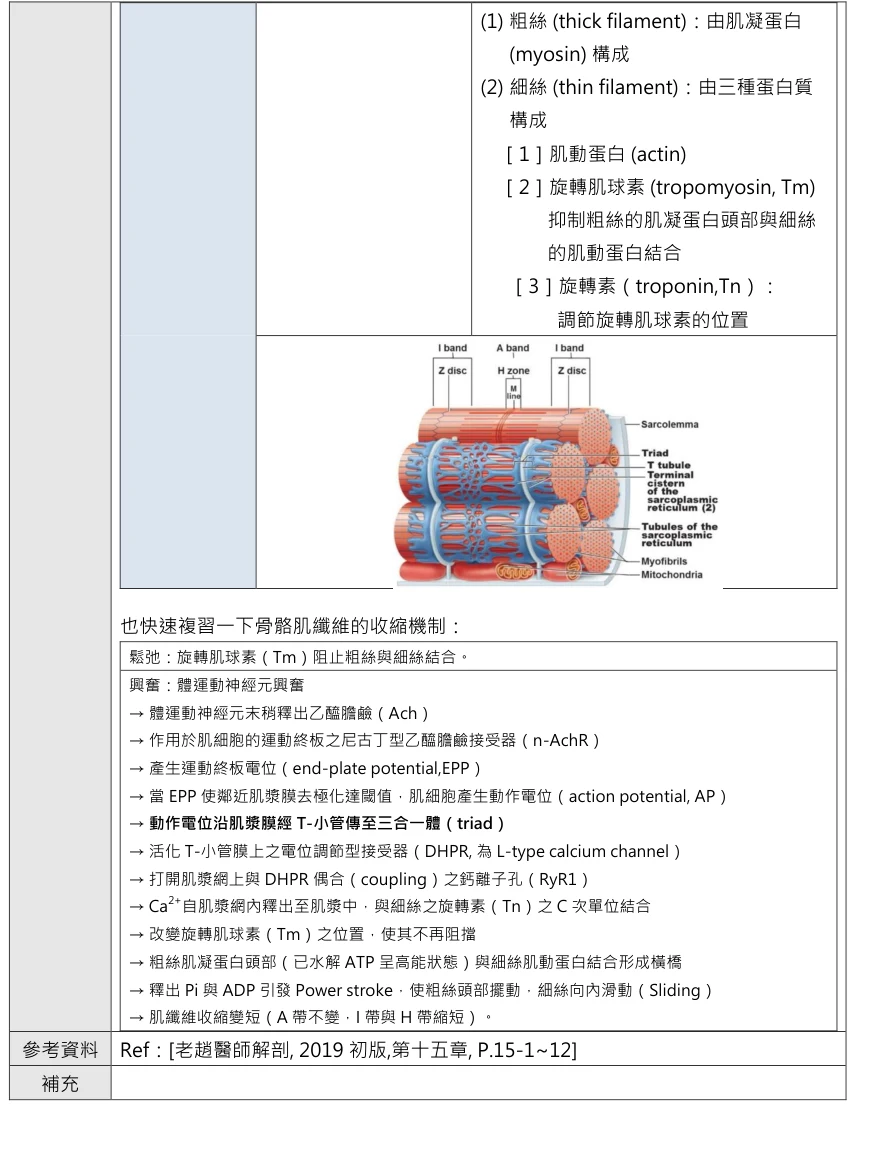 (1) 粗絲 (thick filament)：由肌凝蛋白
(myosin) 構成
(2) 細絲 (thin filament)：由三種蛋白質
構成
[ 1 ] 肌動蛋白 (actin)
[ 2 ] 旋轉肌球素 (tropomyosin, Tm)
抑制粗絲的肌凝蛋白頭部與細絲
的肌動蛋白結合
[ 3 ] 旋轉素（troponin,Tn）：
調節旋轉肌球素的位置
I band A band I band
Z disc H zone Z disc
M
line
Sarcolemma
Triad
T tubule
Terminal
cistern
of the
sarcoplasmic
reticulum (2)
Tubules of the
sarcoplasmic
reticulum
Myofibrils
Mitochondria
也快速複習一下骨骼肌纖維的收縮機制：
鬆弛：旋轉肌球素（Tm）阻止粗絲與細絲結合。
興奮：體運動神經元興奮
→ 體運動神經元末稍釋出乙醯膽鹼（Ach）
→ 作用於肌細胞的運動終板之尼古丁型乙醯膽鹼接受器（n-AchR）
→ 產生運動終板電位（end-plate potential,EPP）
→ 當 EPP 使鄰近肌漿膜去極化達閾值，肌細胞產生動作電位（action potential, AP）
→ 動作電位沿肌漿膜經 T-小管傳至三合一體（triad）
→ 活化 T-小管膜上之電位調節型接受器（DHPR, 為 L-type calcium channel）
→ 打開肌漿網上與 DHPR 偶合（coupling）之鈣離子孔（RyR1）
→ Ca2+自肌漿網內釋出至肌漿中，與細絲之旋轉素（Tn）之 C 次單位結合
→ 改變旋轉肌球素（Tm）之位置，使其不再阻擋
→ 粗絲肌凝蛋白頭部（已水解 ATP 呈高能狀態）與細絲肌動蛋白結合形成橫橋
→ 釋出 Pi 與 ADP 引發 Power stroke，使粗絲頭部擺動，細絲向內滑動（Sliding）
→ 肌纖維收縮變短（A 帶不變，I 帶與 H 帶縮短）。
參考資料 Ref：[老趙醫師解剖, 2019 初版,第十五章, P.15-1~12]
補充